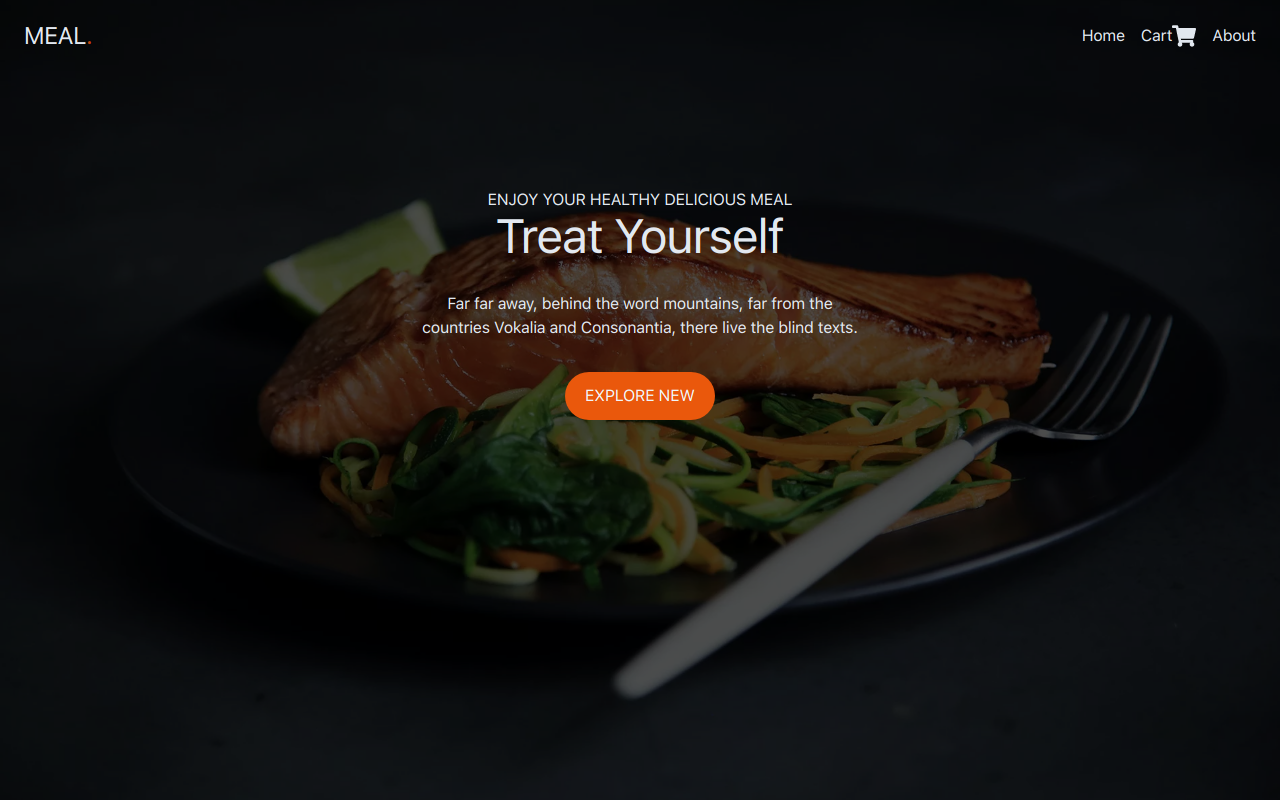 MEAL.
Home Cart About
ENJOY YOUR HEALTHY DELICIOUS MEAL
Treat Yourself
Far far away, behind the word mountains, far from the
countries Vokalia and Consonantia, there live the blind texts.
EXPLORE NEW